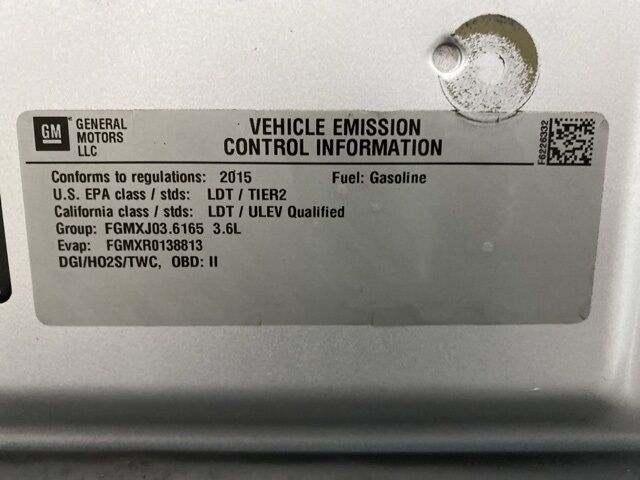 GM
GENERAL
MOTORS
LLC
VEHICLE EMISSION
CONTROL INFORMATION
F6226332
Conforms to regulations: 2015 Fuel: Gasoline
U.S. EPA class / stds: LDT / TIER2
California class / stds: LDT / ULEV Qualified
Group: FGMXJ03.6165 3.6L
Evap: FGMXR0138813
DGI/HO2S/TWC, OBD: II